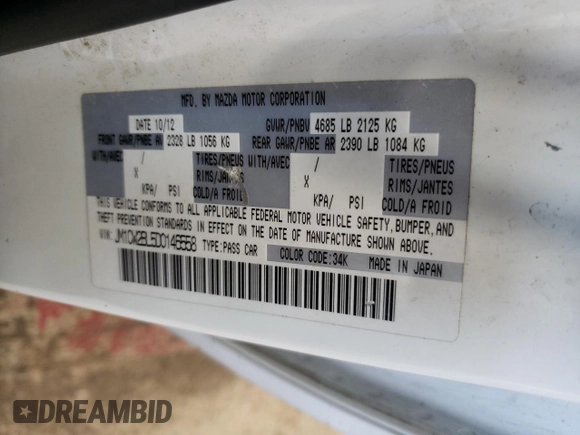 MFD. BY MAZDA MOTOR CORPORATION
DATE 10/12 GVWR/PNBV 4685 LB 2125 KG
FRONT GAWR/PNBE AV 2328 LB 1056 KG REAR GAWR/PNBE AR 2390 LB 1084 KG
WITH/AVEC / TIRES/PNEUS WITH/AVEC / TIRES/PNEUS
X RIMS/JANTES X RIMS/JANTES
KPA/ PSI COLD/A FROID KPA/ PSI COLD/A FROID
THIS VEHICLE CONFORMS TO ALL APPLICABLE FEDERAL MOTOR VEHICLE SAFETY, BUMPER, AND
THEFT PREVENTION STANDARDS IN EFFECT ON THE DATE OF MANUFACTURE SHOWN ABOVE.
VIN: JM1CW2BL5D0146558 TYPE: PASS CAR COLOR CODE: 34K MADE IN JAPAN
DREAMBID